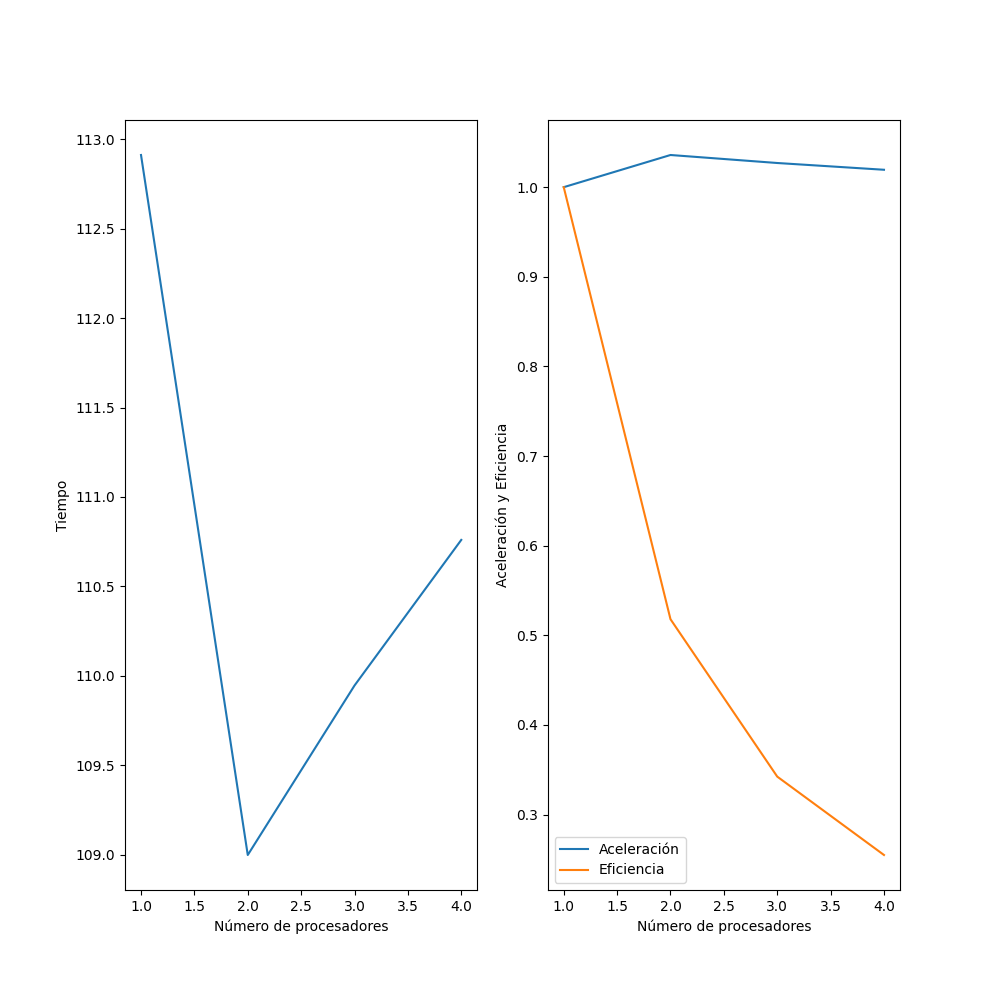 113.0
112.5
112.0
111.5
111.0
110.5
110.0
109.5
109.0
Tiempo
1.0 1.5 2.0 2.5 3.0 3.5 4.0
Número de procesadores
1.0
0.9
0.8
0.7
0.6
0.5
0.4
0.3
Aceleración y Eficiencia
Aceleración
Eficiencia
1.0 1.5 2.0 2.5 3.0 3.5 4.0
Número de procesadores